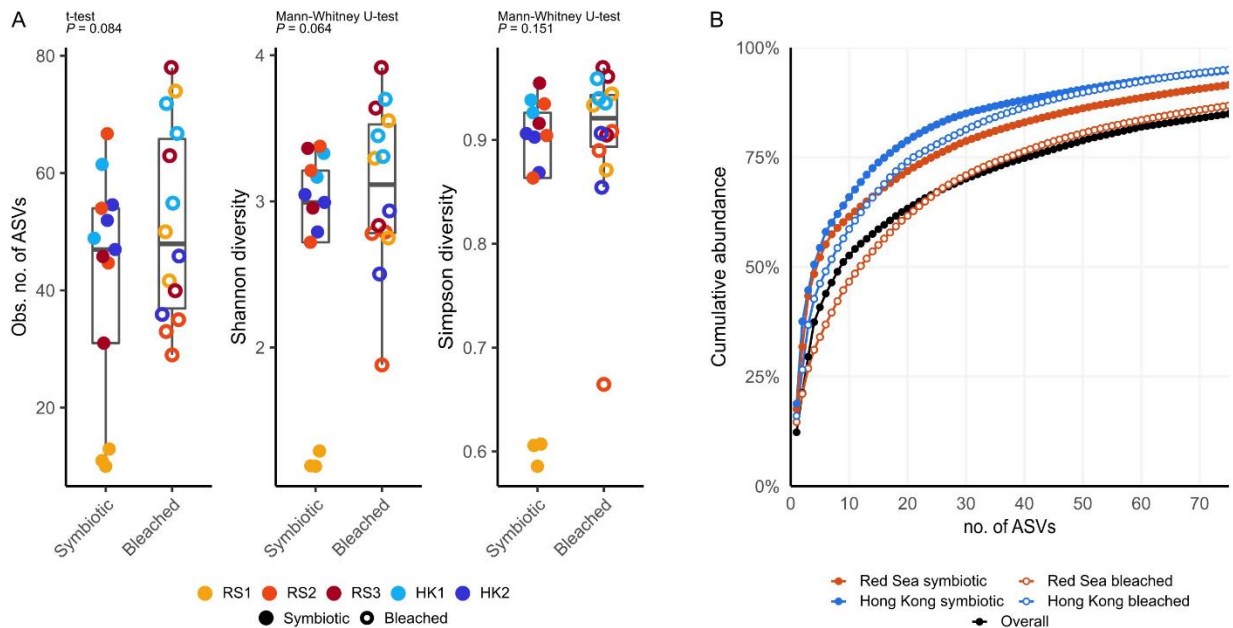 A
t-test
P = 0.084
Mann-Whitney U-test
P = 0.064
Mann-Whitney U-test
P = 0.151
B
Obs. no. of ASVs
80
60
40
20
Shannon diversity
4
3
2
Simpson diversity
0.9
0.8
0.7
0.6
Symbiotic
Bleached
Symbiotic
Bleached
Symbiotic
Bleached
RS1 RS2 RS3 HK1 HK2
Symbiotic Bleached
Cumulative abundance
100%
75%
50%
25%
0%
0 10 20 30 40 50 60 70
no. of ASVs
Red Sea symbiotic Red Sea bleached
Hong Kong symbiotic Hong Kong bleached
Overall